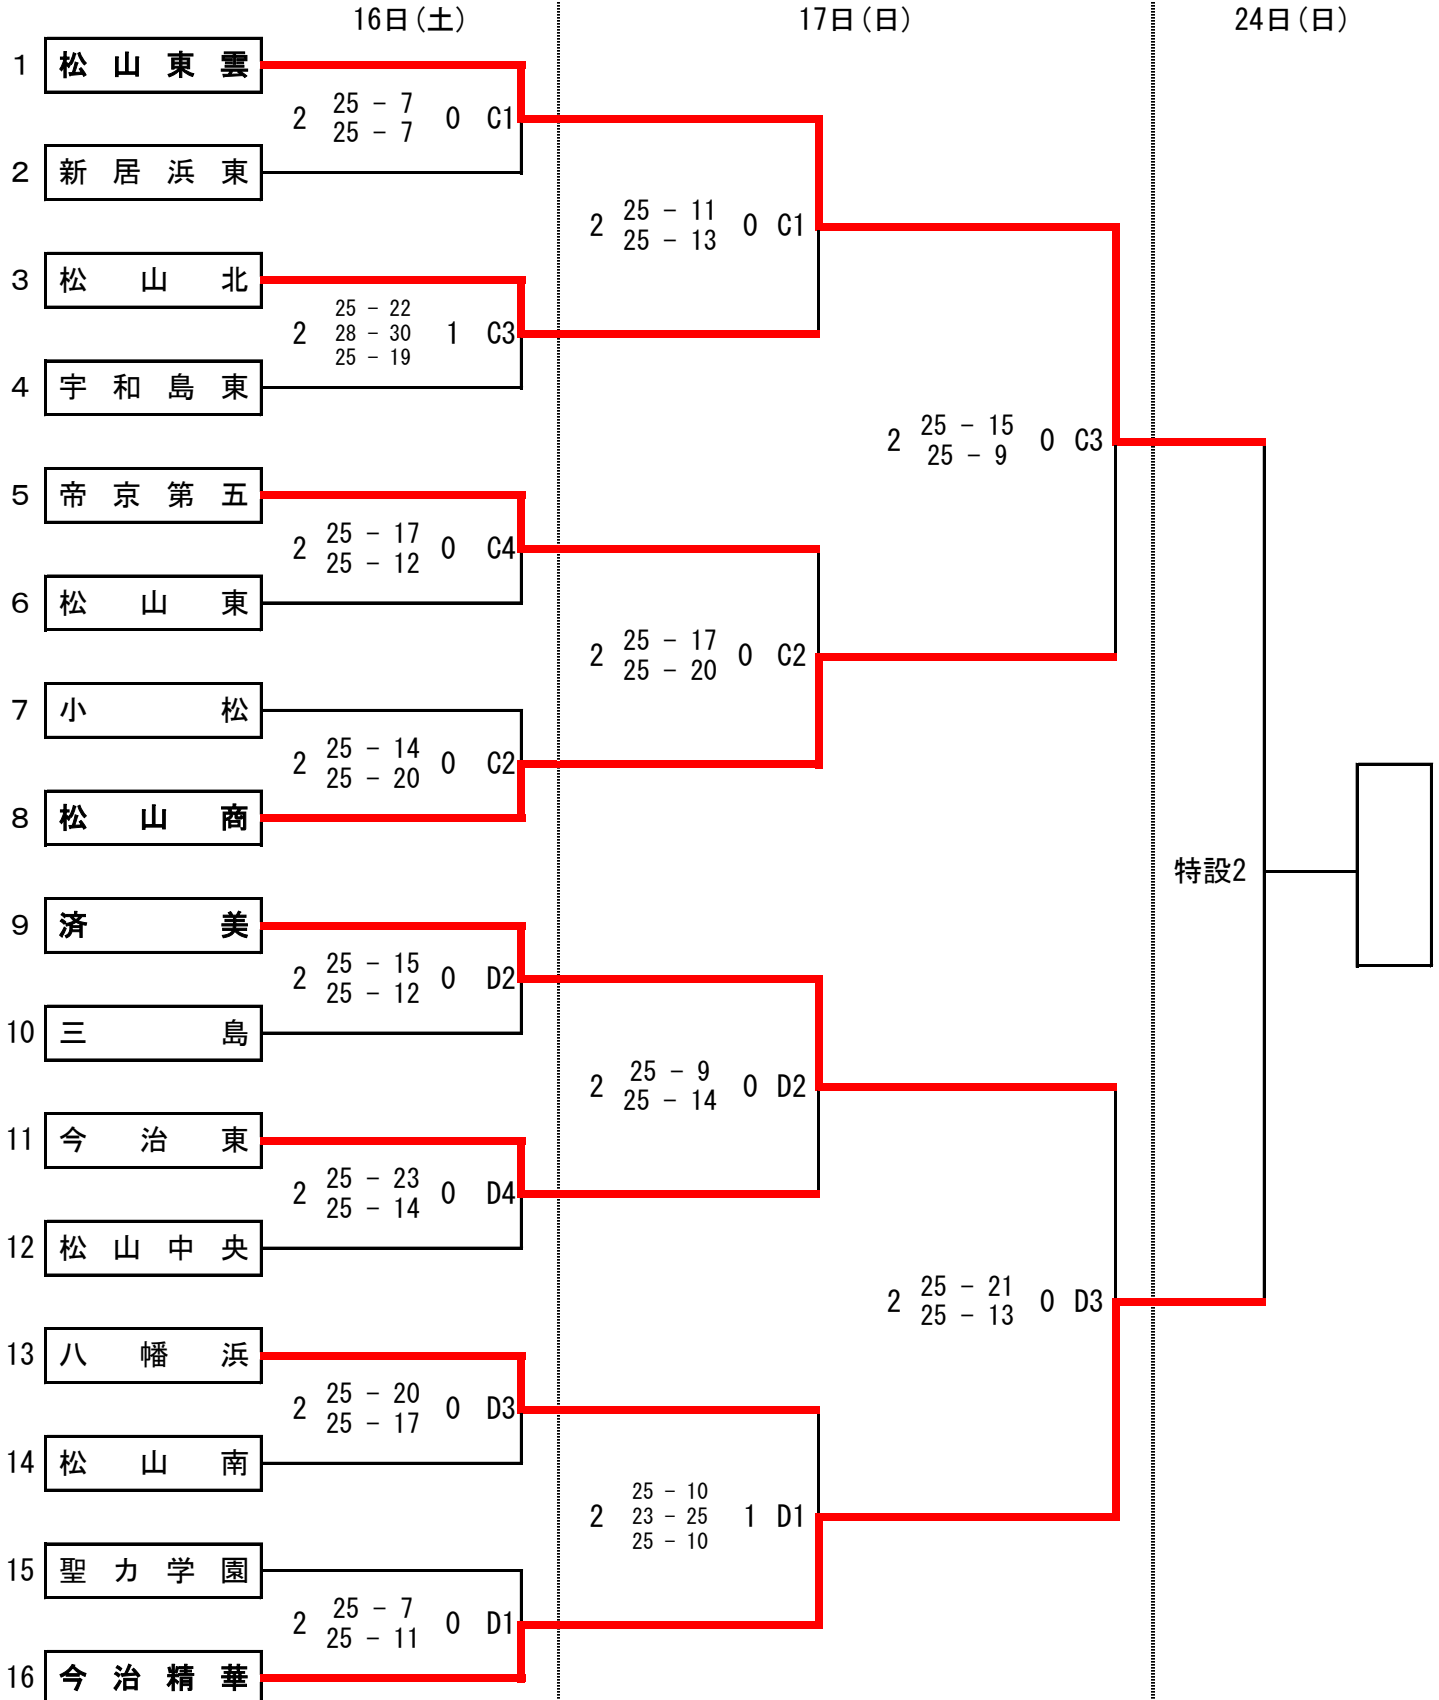 16日(土) 17日(日) 24日(日)
1 松山東雲
2 25 - 7 0 C1
25 - 7
2 新居浜東
2 25 - 11 0 C1
25 - 13
3 松山北
25 - 22
2 28 - 30 1 C3
25 - 19
4 宇和島東
2 25 - 15 0 C3
25 - 9
5 帝京第五
2 25 - 17 0 C4
25 - 12
6 松山東
2 25 - 17 0 C2
25 - 20
7 小松
2 25 - 14 0 C2
25 - 20
8 松山商
特設2
9 済美
2 25 - 15 0 D2
25 - 12
10 三島
2 25 - 9 0 D2
25 - 14
11 今治東
2 25 - 23 0 D4
25 - 14
12 松山中央
2 25 - 21 0 D3
25 - 13
13 八幡浜
2 25 - 20 0 D3
25 - 17
14 松山南
25 - 10
2 23 - 25 1 D1
25 - 10
15 聖カ学園
2 25 - 7 0 D1
25 - 11
16 今治精華